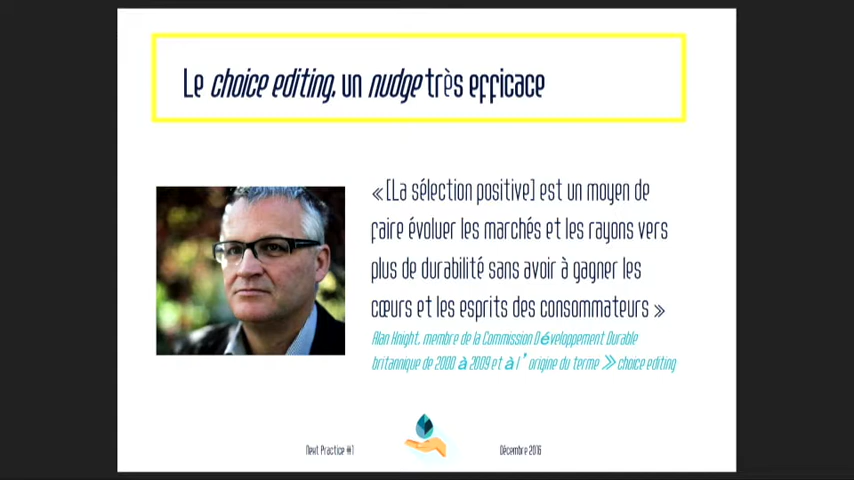 Le choice editing, un nudge très efficace
« [La sélection positive] est un moyen de
faire évoluer les marchés et les rayons vers
plus de durabilité sans avoir à gagner les
cœurs et les esprits des consommateurs »
Alan Knight, membre de la Commission Développement Durable
britannique de 2000 à 2009 et à l’origine du terme » choice editing
Next Practice #1
Décembre 2016